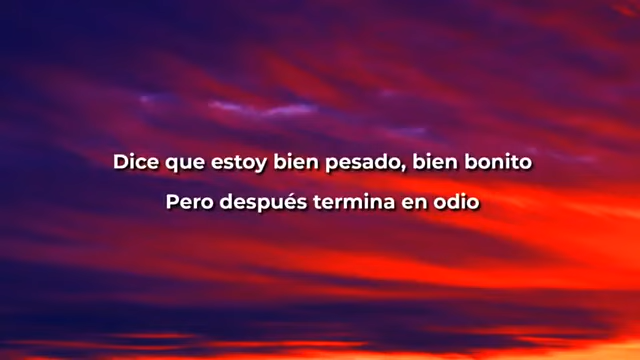 Dice que estoy bien pesado, bien bonito
Pero después termina en odio